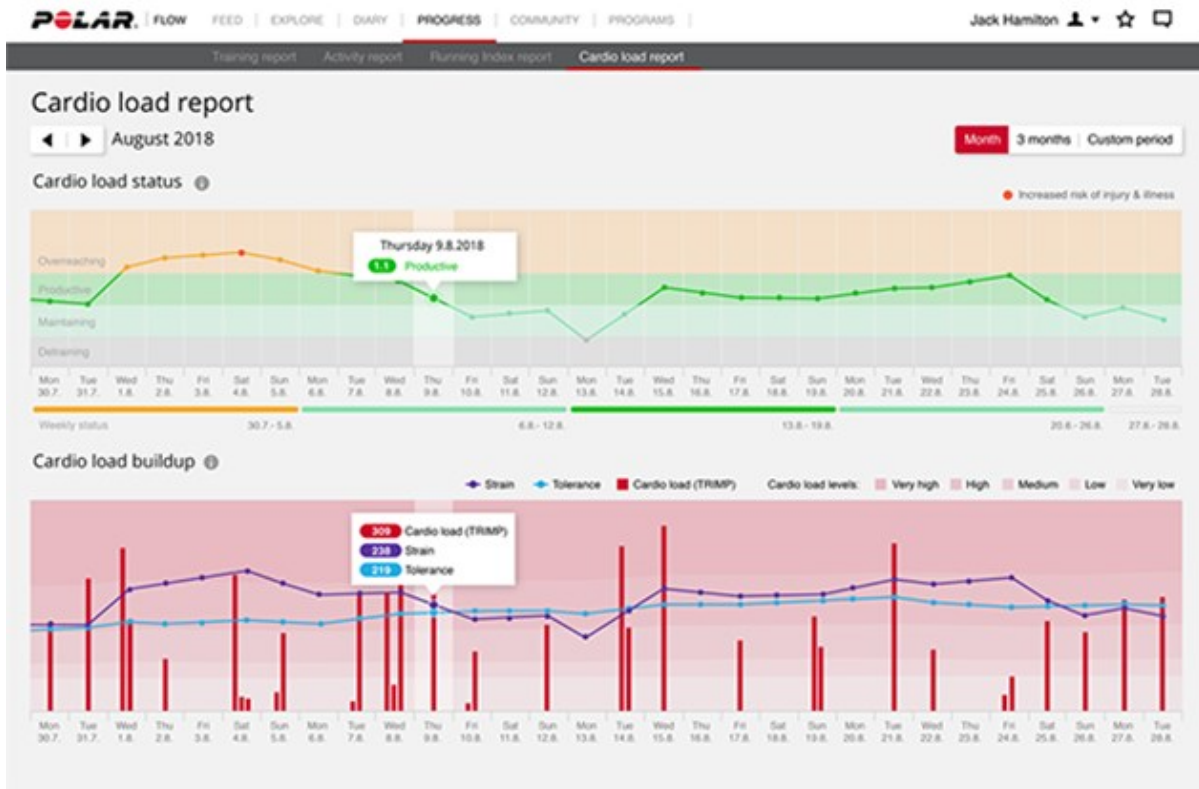 POLAR. FLOW FEED EXPLORE DIARY PROGRESS COMMUNITY PROGRAMS Jack Hamilton
Training report Activity report Running Index report Cardio load report
Cardio load report
August 2018 Month 3 months Custom period
Cardio load status
Increased risk of injury & illness
Thursday 9.8.2018
1.1 Productive
Overreaching
Productive
Maintaining
Detraining
Mon Tue Wed Thu Fri Sat Sun Mon Tue Wed Thu Fri Sat Sun Mon Tue Wed Thu Fri Sat Sun Mon Tue Wed Thu Fri Sat Sun Mon Tue
30.7. 31.7. 1.8. 2.8. 3.8. 4.8. 5.8. 6.8. 7.8. 8.8. 9.8. 10.8. 11.8. 12.8. 13.8. 14.8. 15.8. 16.8. 17.8. 18.8. 19.8. 20.8. 21.8. 22.8. 23.8. 24.8. 25.8. 26.8. 27.8. 28.8.
Weekly status 30.7 - 5.8. 6.8 - 12.8. 13.8 - 19.8. 20.8 - 26.8. 27.8 - 28.8.
Cardio load buildup
Strain Tolerance Cardio load (TRIMP) Cardio load levels: Very high High Medium Low Very low
309 Cardio load (TRIMP)
238 Strain
219 Tolerance
Mon Tue Wed Thu Fri Sat Sun Mon Tue Wed Thu Fri Sat Sun Mon Tue Wed Thu Fri Sat Sun Mon Tue Wed Thu Fri Sat Sun Mon Tue
30.7. 31.7. 1.8. 2.8. 3.8. 4.8. 5.8. 6.8. 7.8. 8.8. 9.8. 10.8. 11.8. 12.8. 13.8. 14.8. 15.8. 16.8. 17.8. 18.8. 19.8. 20.8. 21.8. 22.8. 23.8. 24.8. 25.8. 26.8. 27.8. 28.8.